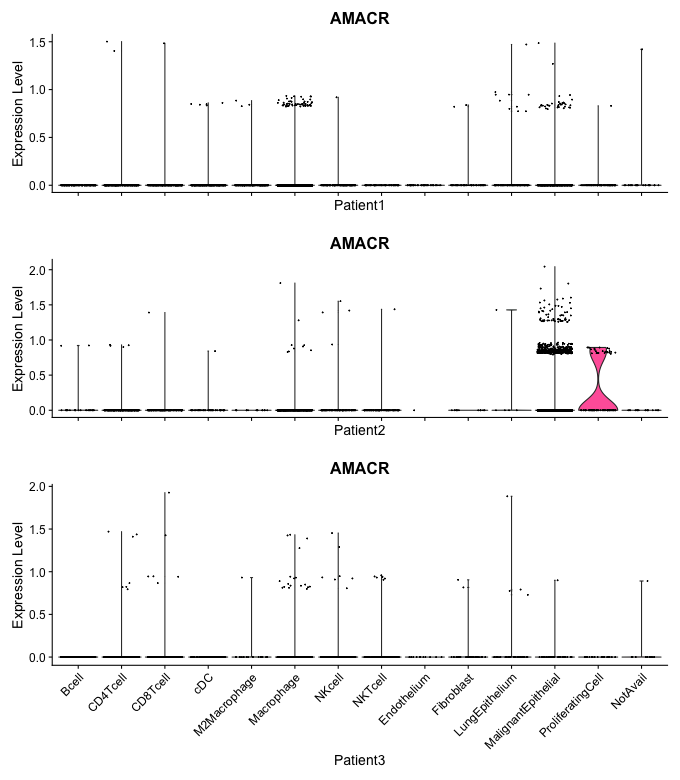 AMACR
Expression Level
1.5
1.0
0.5
0.0
Patient1
AMACR
Expression Level
2.0
1.5
1.0
0.5
0.0
Patient2
AMACR
Expression Level
2.0
1.5
1.0
0.5
0.0
Bcell
CD4Tcell
CD8Tcell
cDC
M2Macrophage
Macrophage
NKcell
NKTcell
Endothelium
Fibroblast
LungEpithelium
MalignantEpithelial
ProliferatingCell
NotAvail
Patient3